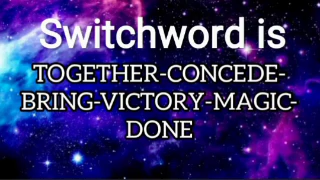 Switchword is
TOGETHER-CONCEDE-
BRING-VICTORY-MAGIC-
DONE